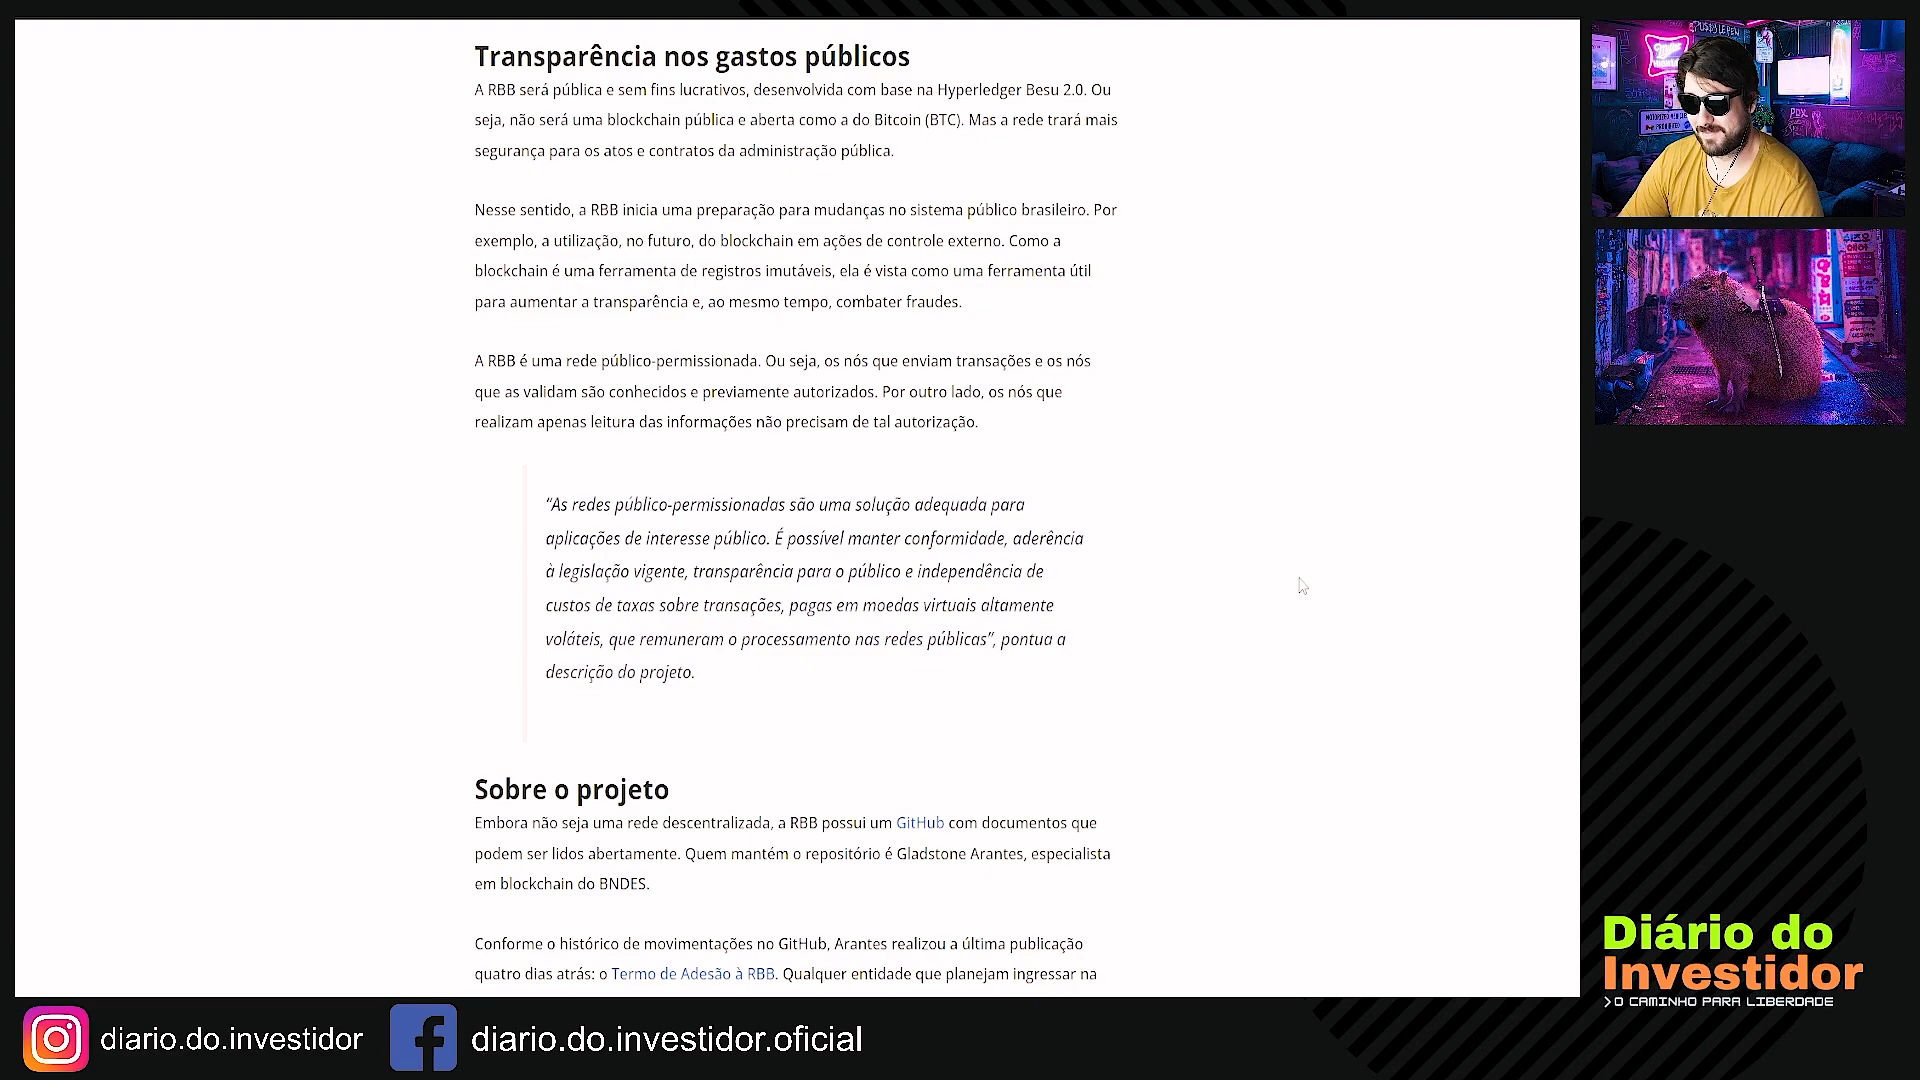 Transparência nos gastos públicos
A RBB será pública e sem fins lucrativos, desenvolvida com base na Hyperledger Besu 2.0. Ou
seja, não será uma blockchain pública e aberta como a do Bitcoin (BTC). Mas a rede trará mais
segurança para os atos e contratos da administração pública.
Nesse sentido, a RBB inicia uma preparação para mudanças no sistema público brasileiro. Por
exemplo, a utilização, no futuro, do blockchain em ações de controle externo. Como a
blockchain é uma ferramenta de registros imutáveis, ela é vista como uma ferramenta útil
para aumentar a transparência e, ao mesmo tempo, combater fraudes.
A RBB é uma rede público-permissionada. Ou seja, os nós que enviam transações e os nós
que as validam são conhecidos e previamente autorizados. Por outro lado, os nós que
realizam apenas leitura das informações não precisam de tal autorização.
“As redes público-permissionadas são uma solução adequada para
aplicações de interesse público. É possível manter conformidade, aderência
à legislação vigente, transparência para o público e independência de
custos de taxas sobre transações, pagas em moedas virtuais altamente
voláteis, que remuneram o processamento nas redes públicas”, pontua a
descrição do projeto.
Sobre o projeto
Embora não seja uma rede descentralizada, a RBB possui um GitHub com documentos que
podem ser lidos abertamente. Quem mantém o repositório é Gladstone Arantes, especialista
em blockchain do BNDES.
Conforme o histórico de movimentações no GitHub, Arantes realizou a última publicação
quatro dias atrás: o Termo de Adesão à RBB. Qualquer entidade que planejam ingressar na
Diário do
Investidor
>O CAMINHO PARA LIBERDADE
diario.do.investidor
diario.do.investidor.oficial